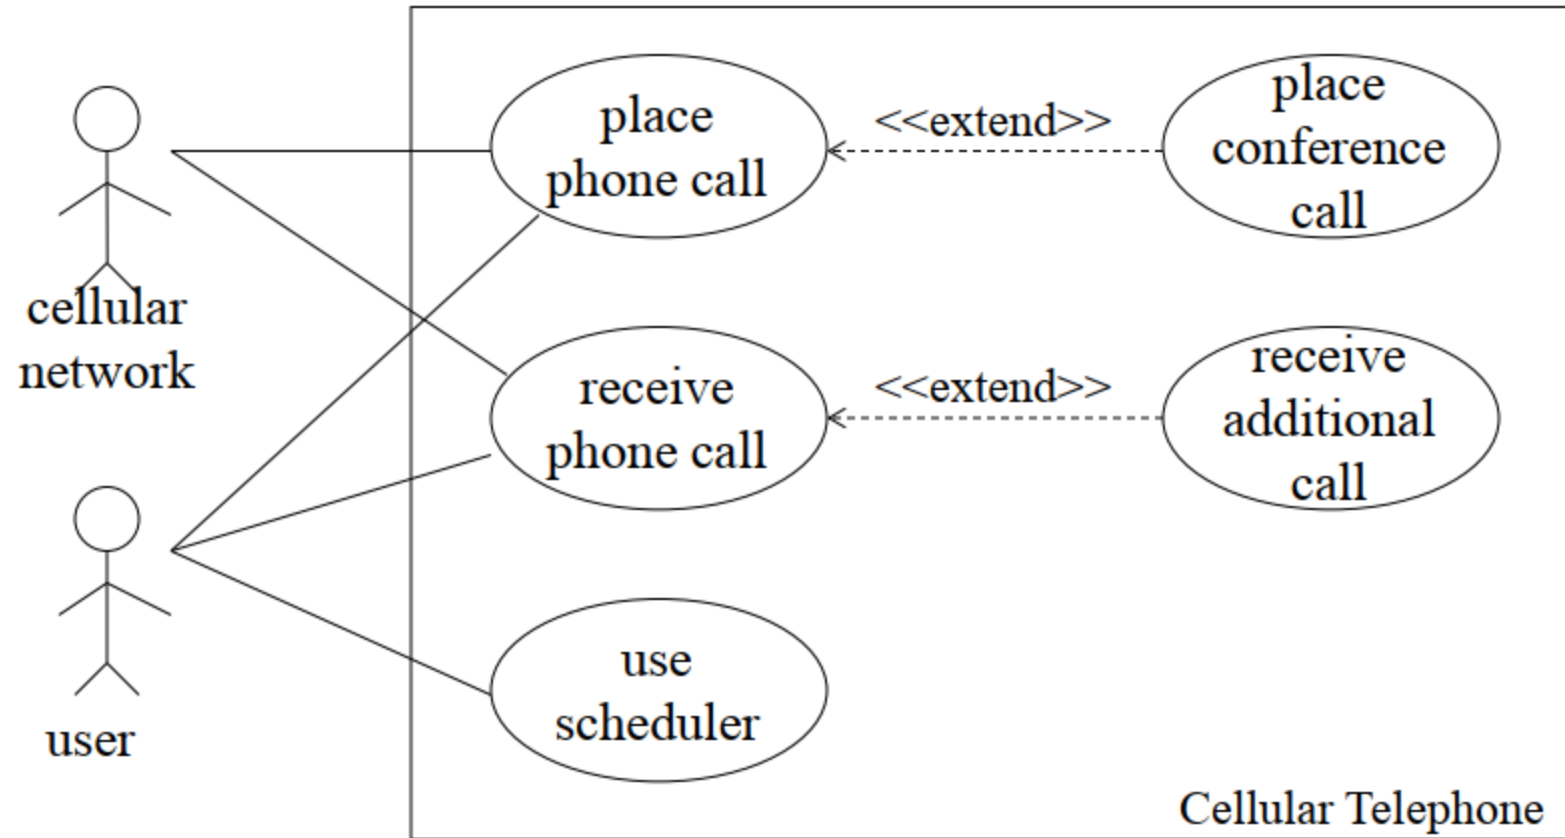 place
phone call
<<extend>>
place
conference
call
cellular
network
receive
phone call
<<extend>>
receive
additional
call
user
use
scheduler
Cellular Telephone